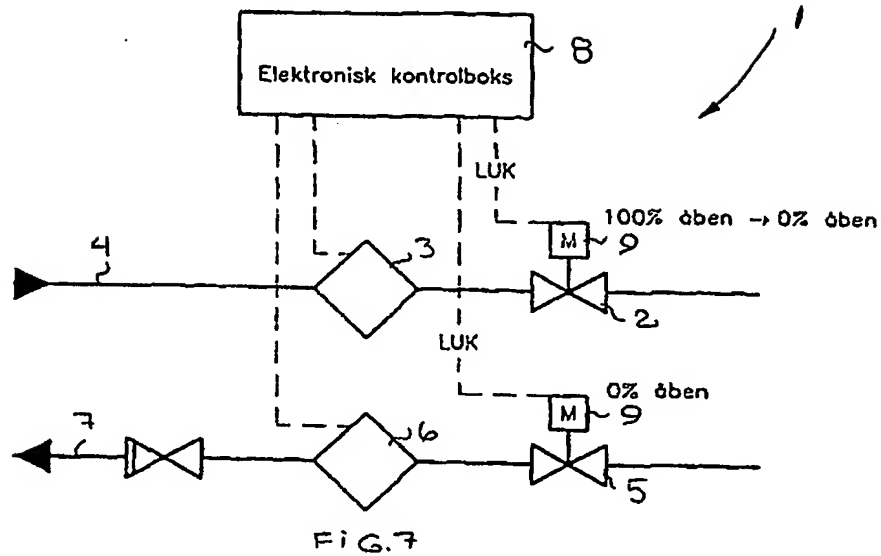 1
8
Elektronisk kontrolboks
LUK
100% åben → 0% åben
M
9
4
3
2
LUK
0% åben
M
9
7
6
5
FiG.7